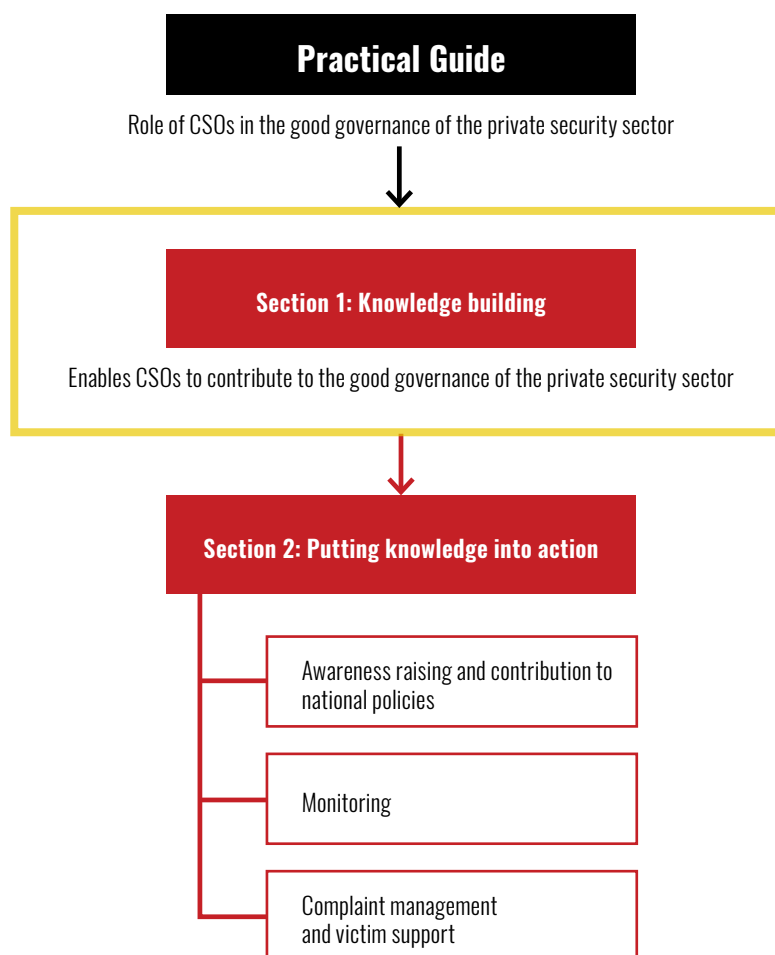 Practical Guide
Role of CSOs in the good governance of the private security sector
Section 1: Knowledge building
Enables CSOs to contribute to the good governance of the private security sector
Section 2: Putting knowledge into action
Awareness raising and contribution to
national policies
Monitoring
Complaint management
and victim support